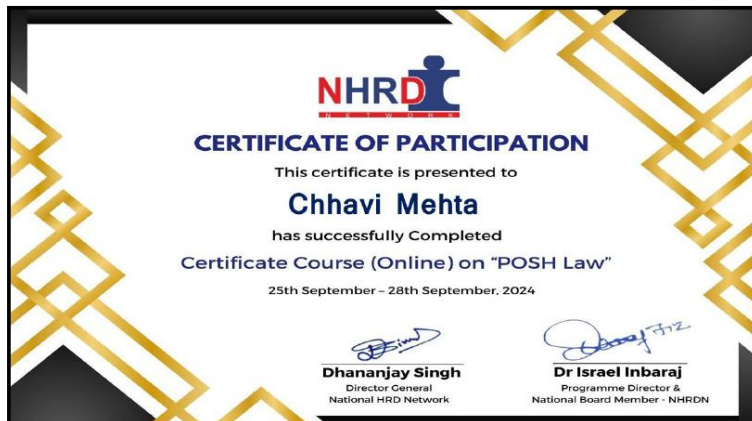 NHRD
NETWORK
CERTIFICATE OF PARTICIPATION
This certificate is presented to
Chhavi Mehta
has successfully Completed
Certificate Course (Online) on “POSH Law”
25th September – 28th September, 2024
Dhananjay Singh
Director General
National HRD Network
Dr Israel Inbaraj
Programme Director &
National Board Member - NHRDN